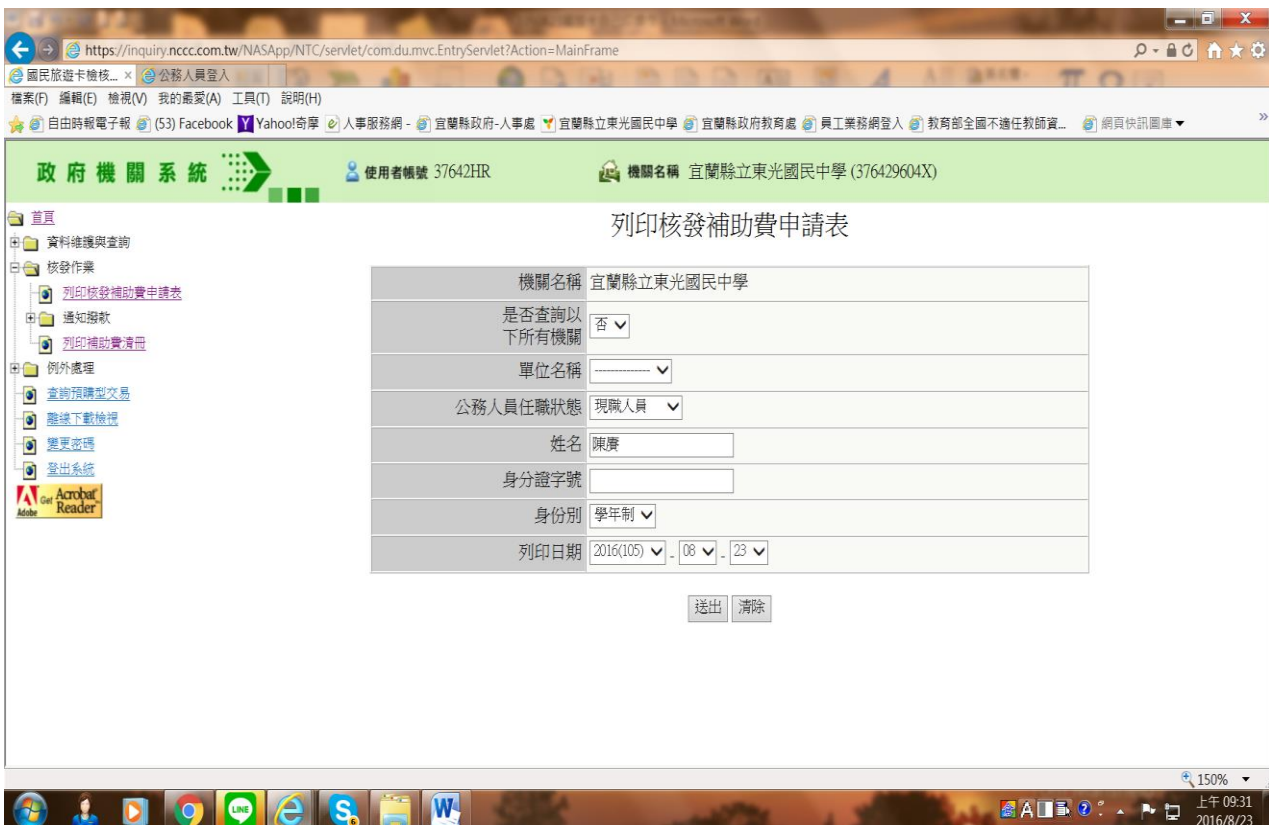 https://inquiry.nccc.com.tw/NASApp/NTC/servlet/com.du.mvc.EntryServlet?Action=MainFrame
國民旅遊卡檢核... × 公務人員登入
檔案(F) 編輯(E) 檢視(V) 我的最愛(A) 工具(T) 說明(H)
自由時報電子報 (53) Facebook Yahoo!奇摩 人事服務網 - 宜蘭縣政府-人事處 宜蘭縣立東光國民中學 宜蘭縣政府教育處 員工業務網登入 教育部全國不適任教師資... 網頁快訊圖庫
政府機關系統 使用者帳號 37642HR 機關名稱 宜蘭縣立東光國民中學 (376429604X)
首頁
資料維護與查詢
核發作業
列印核發補助費申請表
通知撥款
列印補助費清冊
例外處理
查詢預購型交易
離線下載檢視
變更密碼
登出系統
Adobe Get Acrobat Reader
列印核發補助費申請表
機關名稱 宜蘭縣立東光國民中學
是否查詢以
下所有機關 否
單位名稱 --------------
公務人員任職狀態 現職人員
姓名 陳賡
身分證字號
身份別 學年制
列印日期 2016(105) - 08 - 23
送出 清除
150%
LINE
上午 09:31
2016/8/23